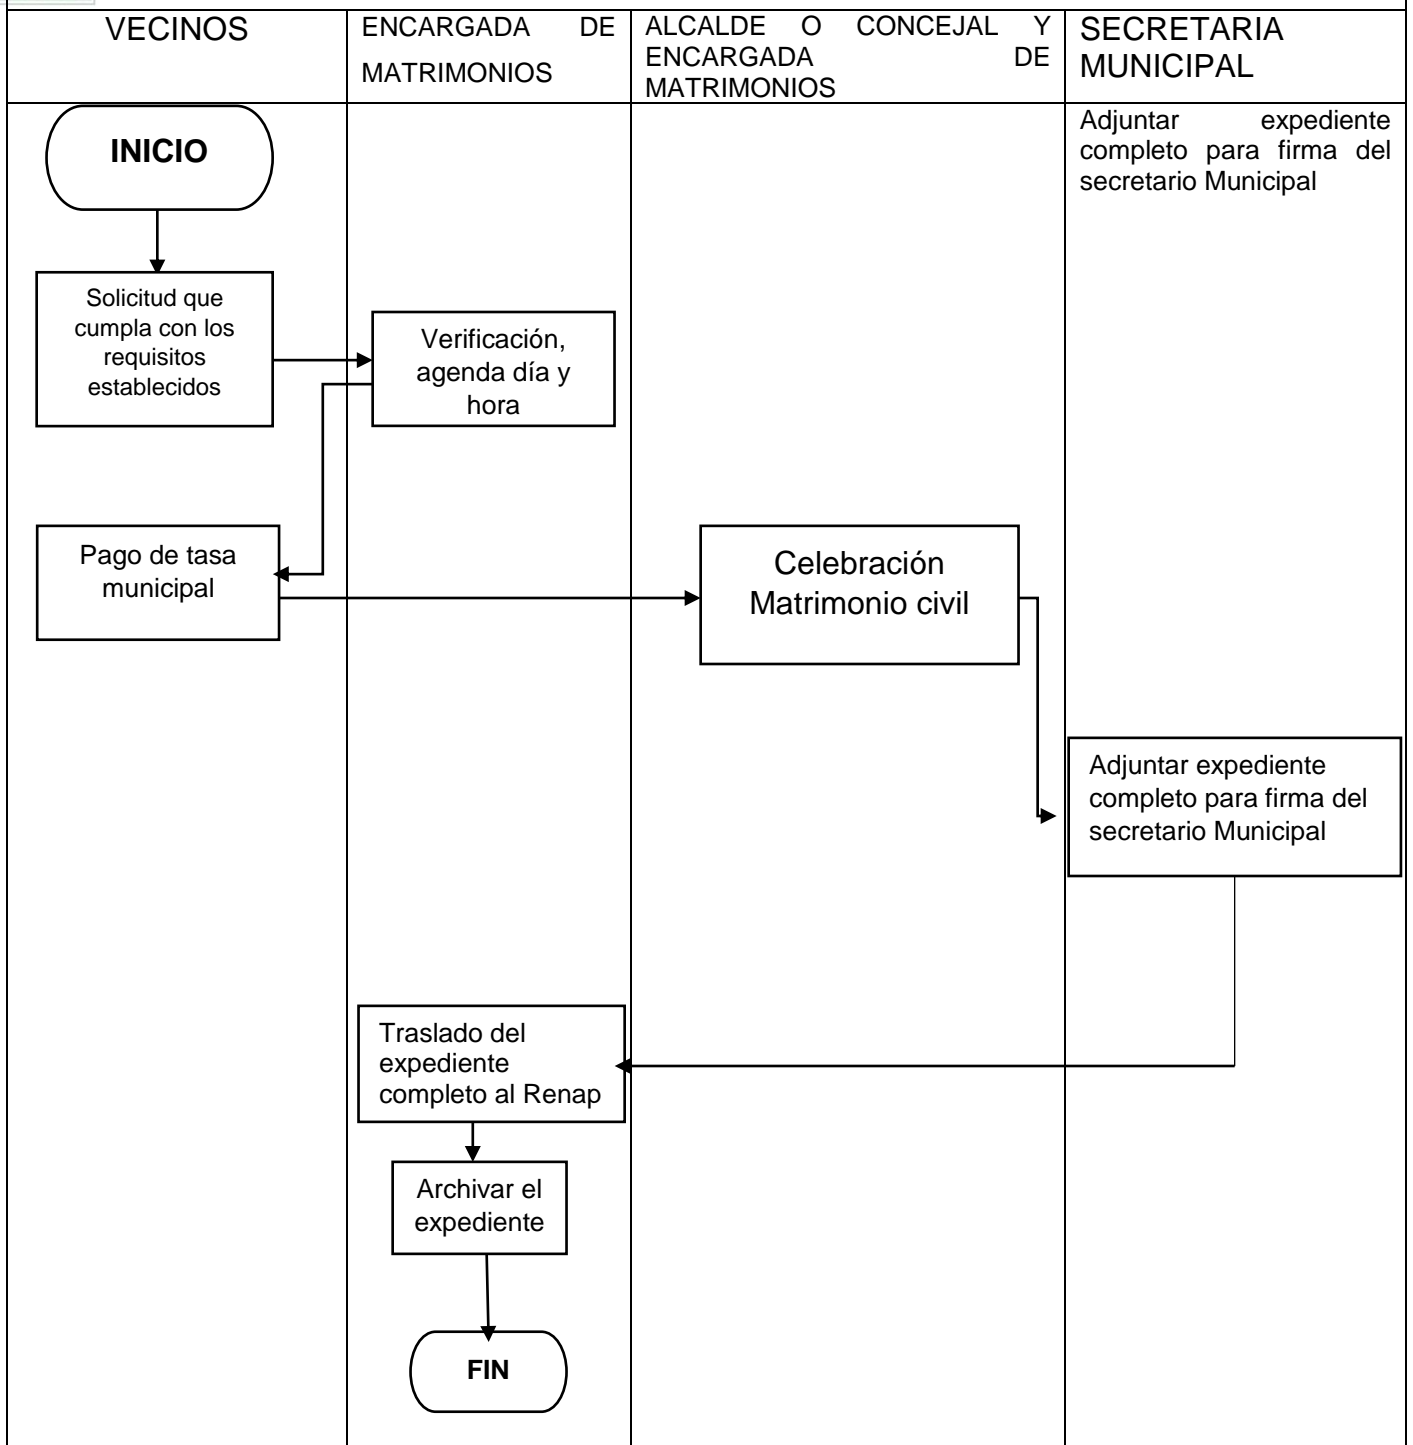 VECINOS
ENCARGADA DE
MATRIMONIOS
ALCALDE O CONCEJAL Y
ENCARGADA DE
MATRIMONIOS
SECRETARIA
MUNICIPAL
INICIO
Adjuntar expediente
completo para firma del
secretario Municipal
Solicitud que
cumpla con los
requisitos
establecidos
Verificación,
agenda día y
hora
Pago de tasa
municipal
Celebración
Matrimonio civil
Adjuntar expediente
completo para firma del
secretario Municipal
Traslado del
expediente
completo al Renap
Archivar el
expediente
FIN